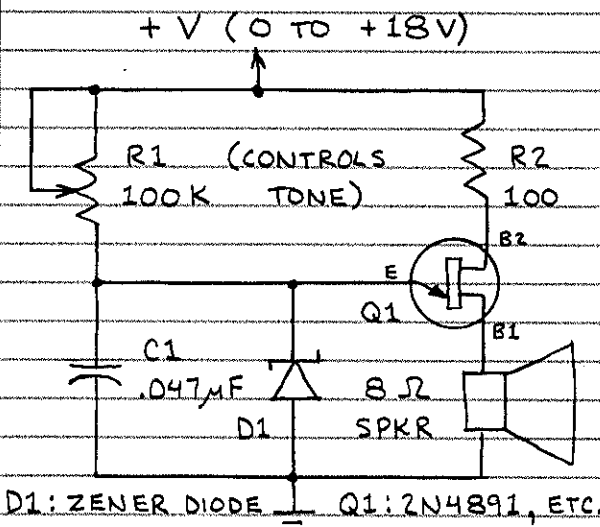 + V (0 TO +18V)
R1 (CONTROLS
100K TONE)
R2
100
B2
E
Q1
B1
C1
.047µF
D1
8 Ω
SPKR
D1: ZENER DIODE
Q1: 2N4891, ETC.